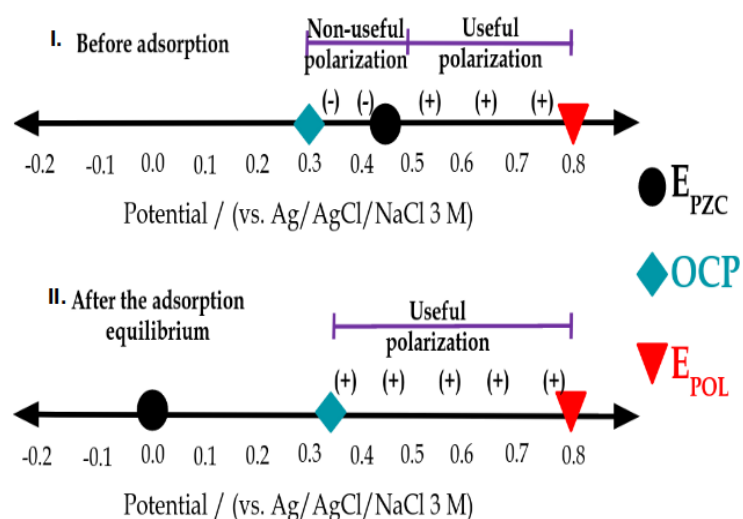 I. Before adsorption
Non-useful
polarization
Useful
polarization
(-) (-) (+) (+) (+)
-0.2 -0.1 0.0 0.1 0.2 0.3 0.4 0.5 0.6 0.7 0.8
Potential / (vs. Ag/AgCl/NaCl 3 M)
II. After the adsorption
equilibrium
Useful
polarization
(+) (+) (+) (+) (+)
-0.2 -0.1 0.0 0.1 0.2 0.3 0.4 0.5 0.6 0.7 0.8
Potential / (vs. Ag/AgCl/NaCl 3 M)
EPZC
OCP
EPOL